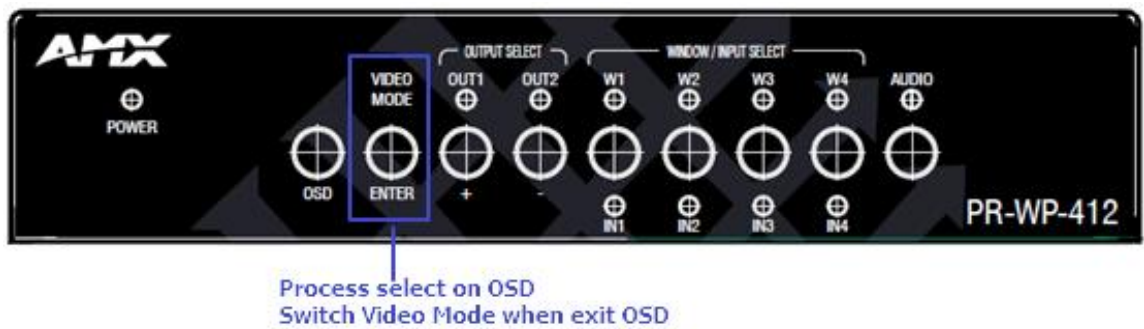 AMX
POWER
OUTPUT SELECT
WINDOW / INPUT SELECT
VIDEO
MODE
OUT1
OUT2
W1
W2
W3
W4
AUDIO
OSD
ENTER
+
-
IN1
IN2
IN3
IN4
PR-WP-412
Process select on OSD
Switch Video Mode when exit OSD